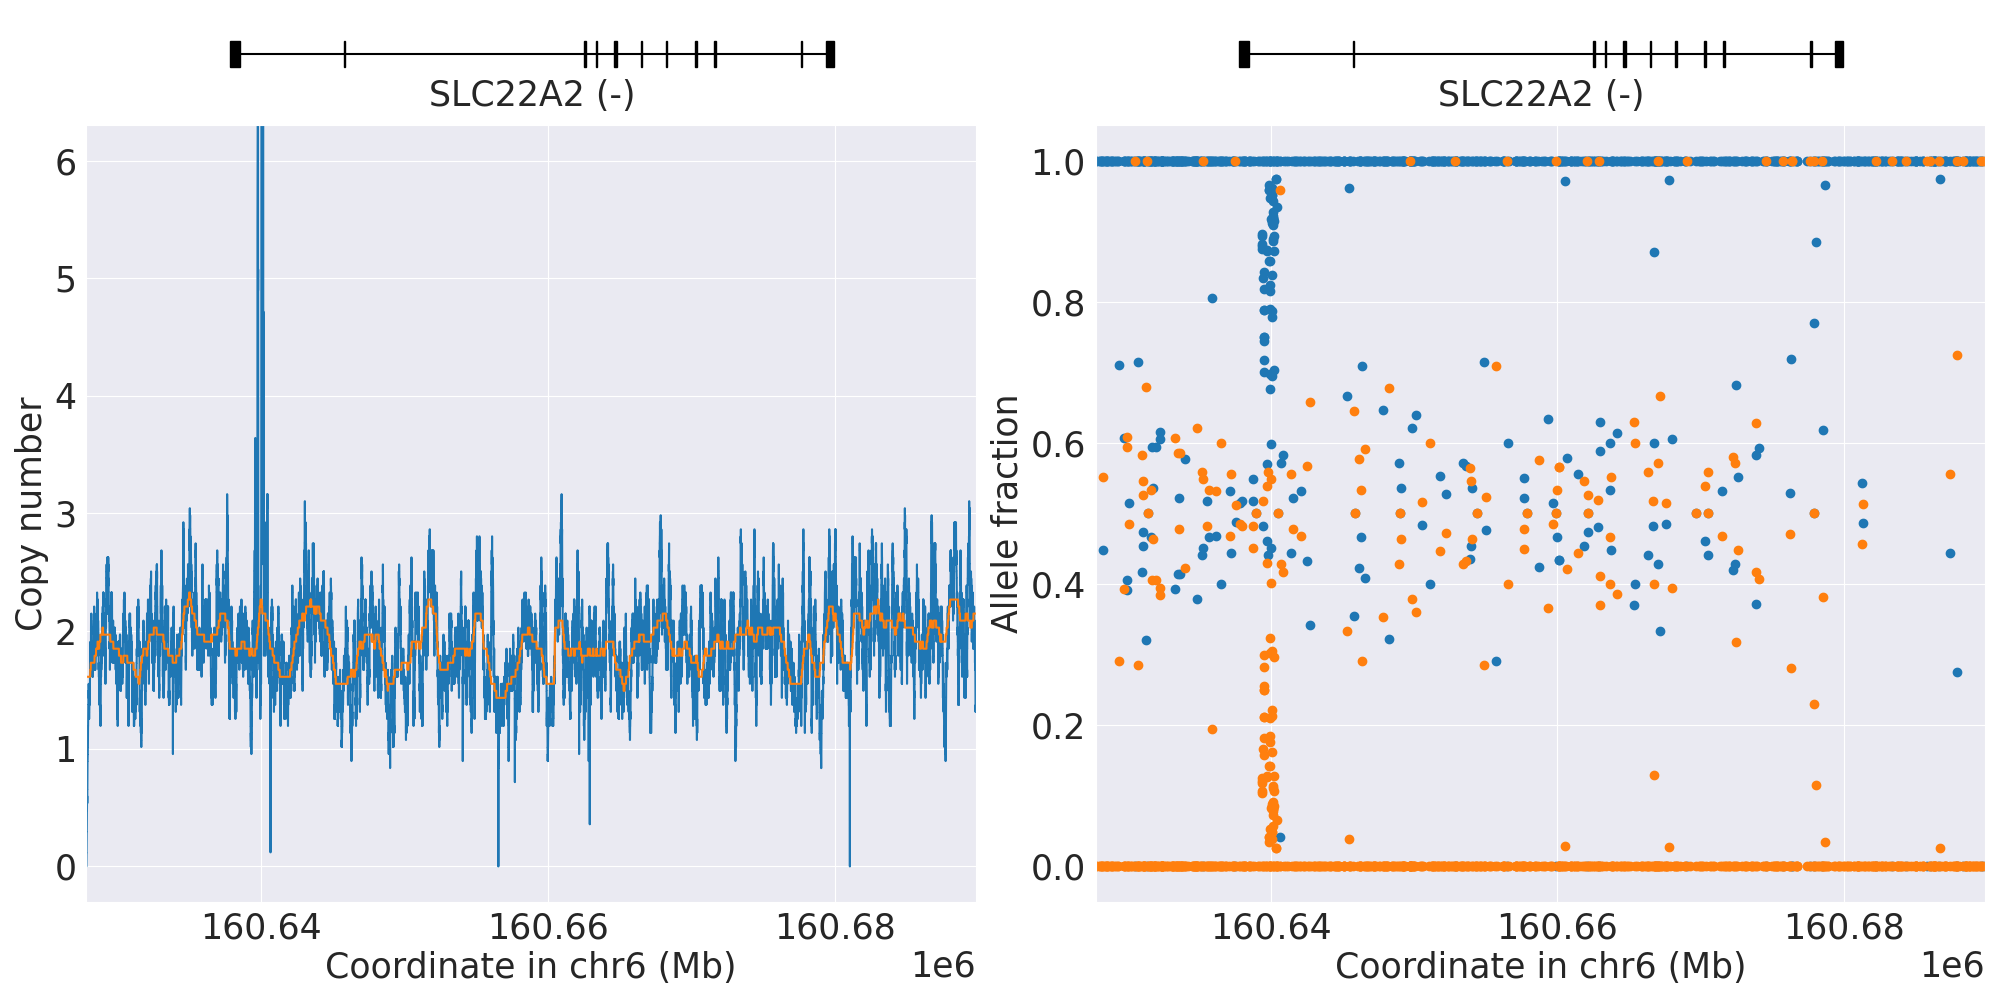 SLC22A2 (-)
Copy number
6
5
4
3
2
1
0
160.64
160.66
160.68
Coordinate in chr6 (Mb)
1e6
SLC22A2 (-)
Allele fraction
1.0
0.8
0.6
0.4
0.2
0.0
160.64
160.66
160.68
Coordinate in chr6 (Mb)
1e6